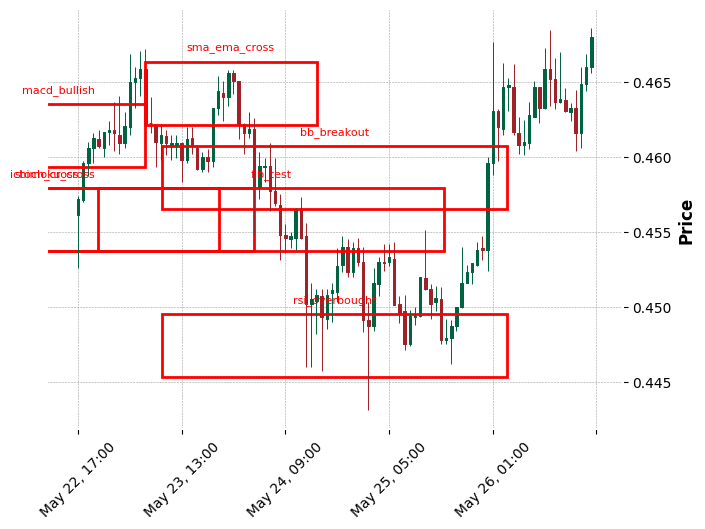 sma_ema_cross
macd_bullish
bb_breakout
fib_test
rsi_overbought
0.465
0.460
0.455
0.450
0.445
Price
May 22, 17:00
May 23, 13:00
May 24, 09:00
May 25, 05:00
May 26, 01:00